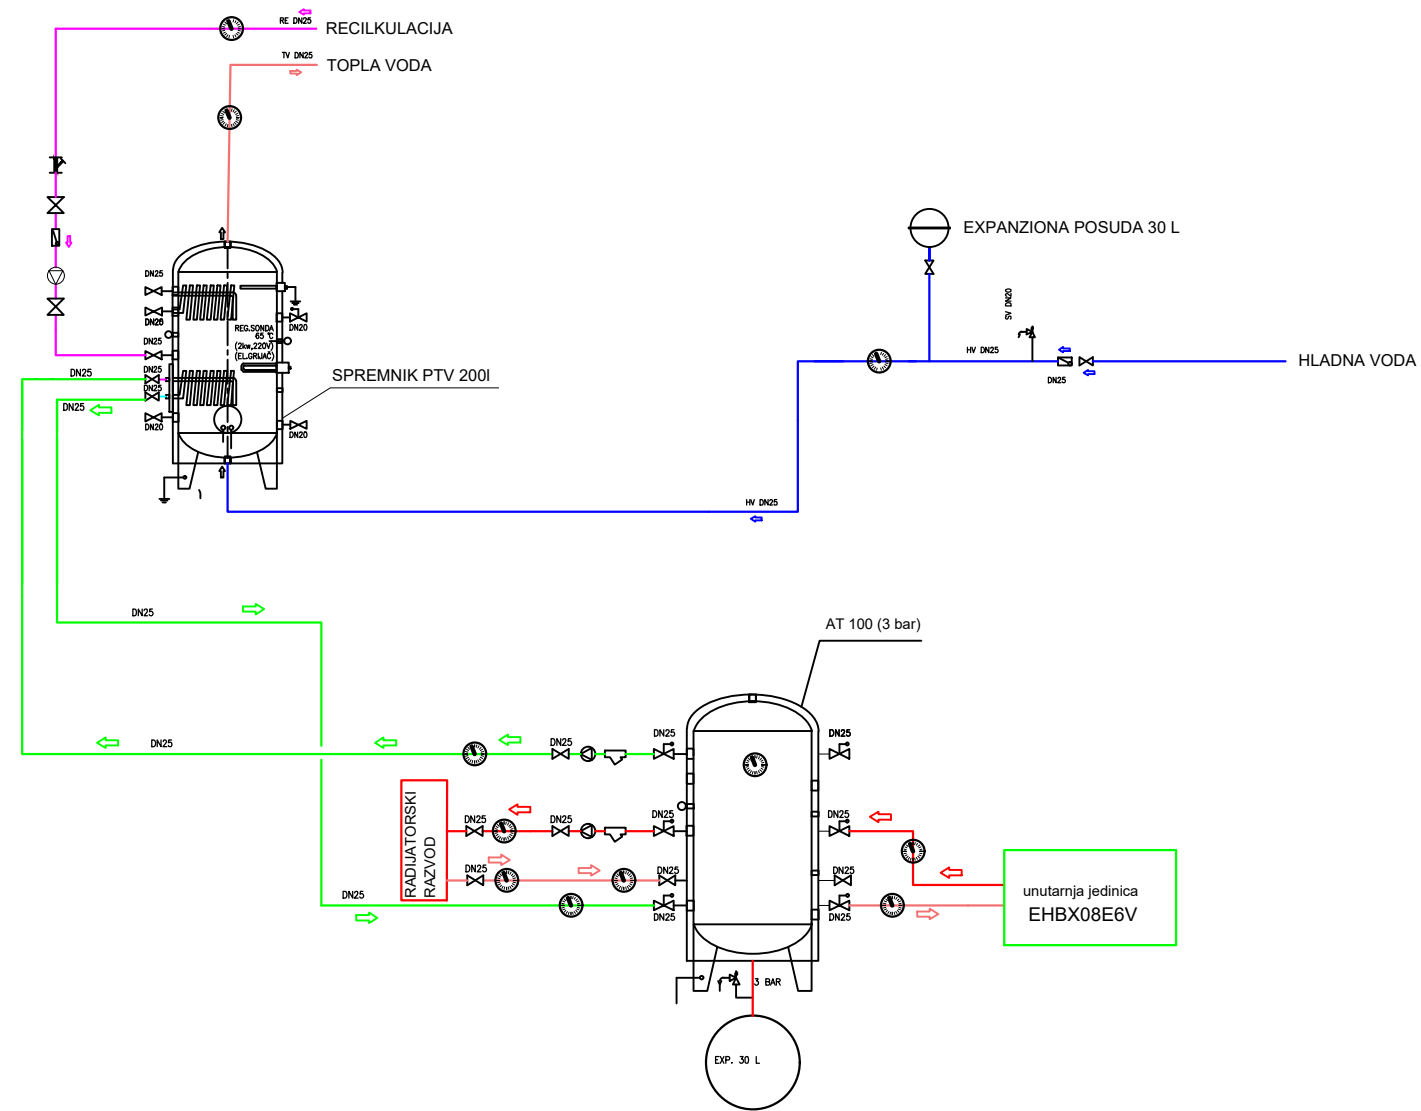 RE DN25
RECILKULACIJA
TV DN25
TOPLA VODA
EXPANZIONA POSUDA 30 L
SV DN20
HV DN25
DN25
HLADNA VODA
DN25
DN20
DN25
DN25
DN25
DN20
REG.SONDA
65 °C
(2kw,220V)
(EL.GRIJAČ)
DN20
DN20
SPREMNIK PTV 200l
DN25
DN25
HV DN25
DN25
AT 100 (3 bar)
DN25
DN25
DN25
DN25
RADIJATORSKI
RAZVOD
DN25
DN25
DN25
DN25
DN25
DN25
DN25
DN25
DN25
DN25
DN25
unutarnja jedinica
EHBX08E6V
3 BAR
EXP. 30 L